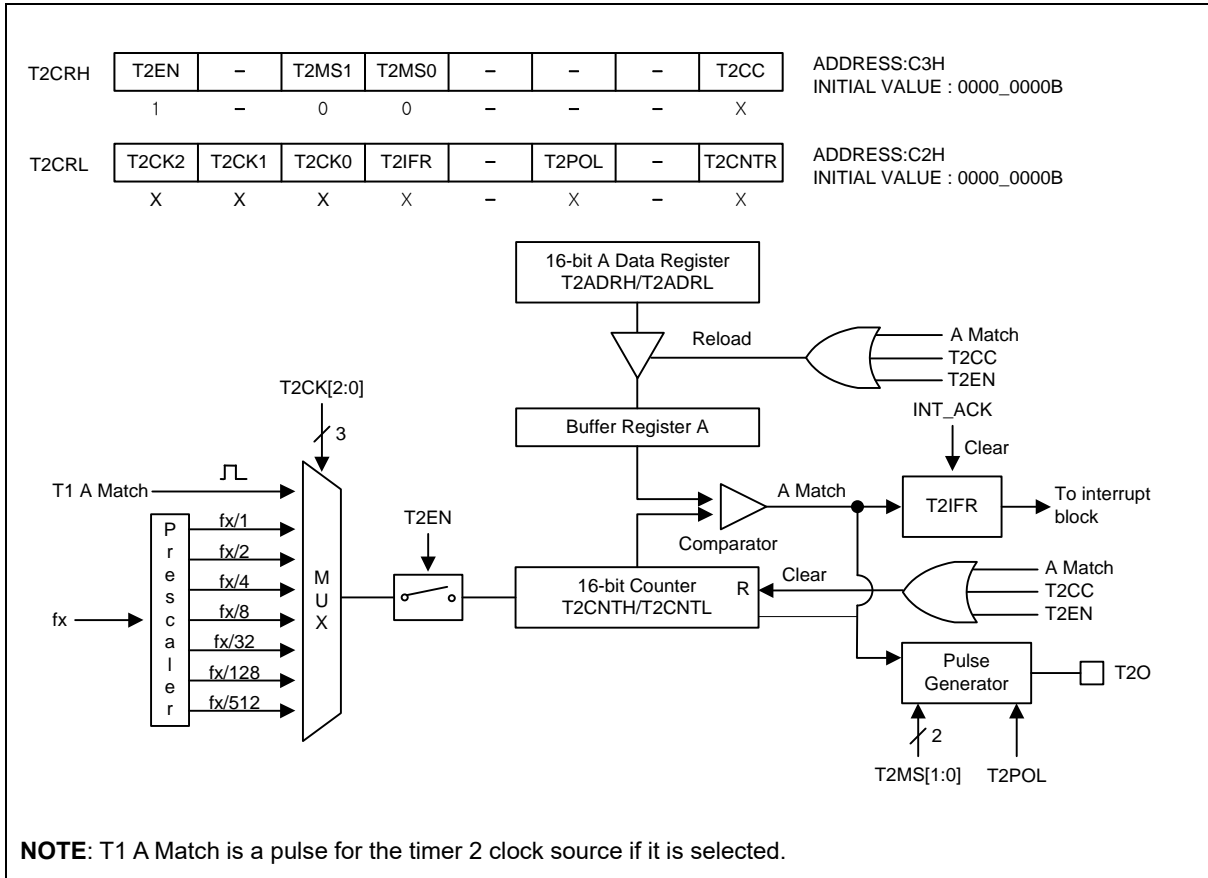 T2CRH T2EN – T2MS1 T2MS0 – – – T2CC ADDRESS:C3H
INITIAL VALUE : 0000_0000B
1 – 0 0 – – – X
T2CRL T2CK2 T2CK1 T2CK0 T2IFR – T2POL – T2CNTR ADDRESS:C2H
INITIAL VALUE : 0000_0000B
X X X X – X – X
16-bit A Data Register
T2ADRH/T2ADRL
Reload
A Match
T2CC
T2EN
T2CK[2:0]
3
Buffer Register A
INT_ACK
Clear
T1 A Match
A Match
T2IFR
To interrupt
block
Comparator
fx
Prescaler
fx/1
fx/2
fx/4
fx/8
fx/32
fx/128
fx/512
MUX
T2EN
16-bit Counter
T2CNTH/T2CNTL
R
Clear
A Match
T2CC
T2EN
Pulse
Generator
T2O
2
T2MS[1:0]
T2POL
NOTE: T1 A Match is a pulse for the timer 2 clock source if it is selected.